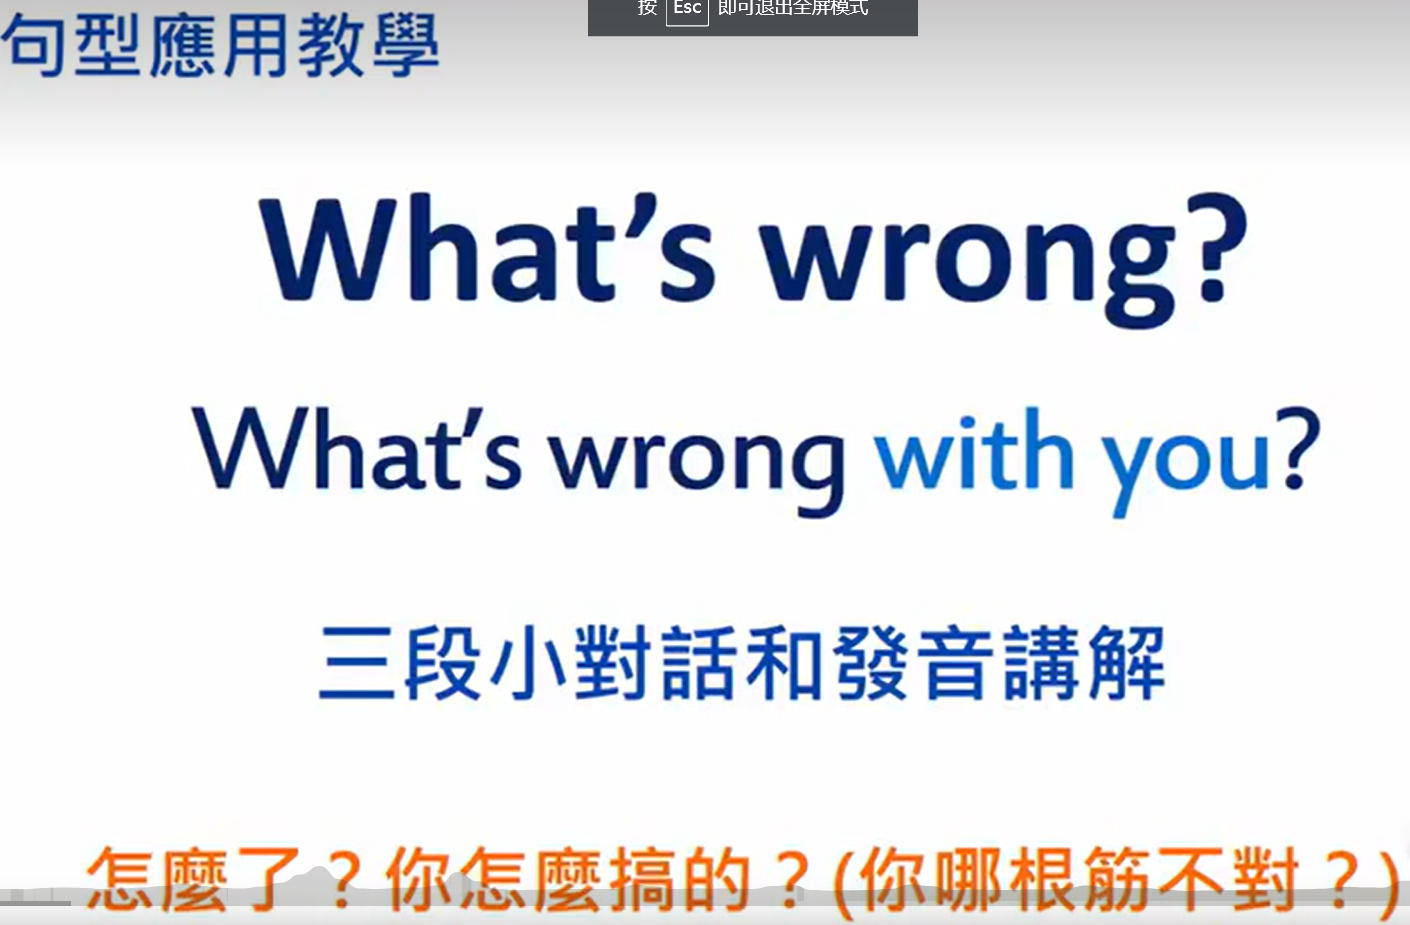 按 Esc 即可退出全屏模式
句型應用教學
What's wrong?
What's wrong with you?
三段小對話和發音講解
怎麼了？你怎麼搞的？(你哪根筋不對？)